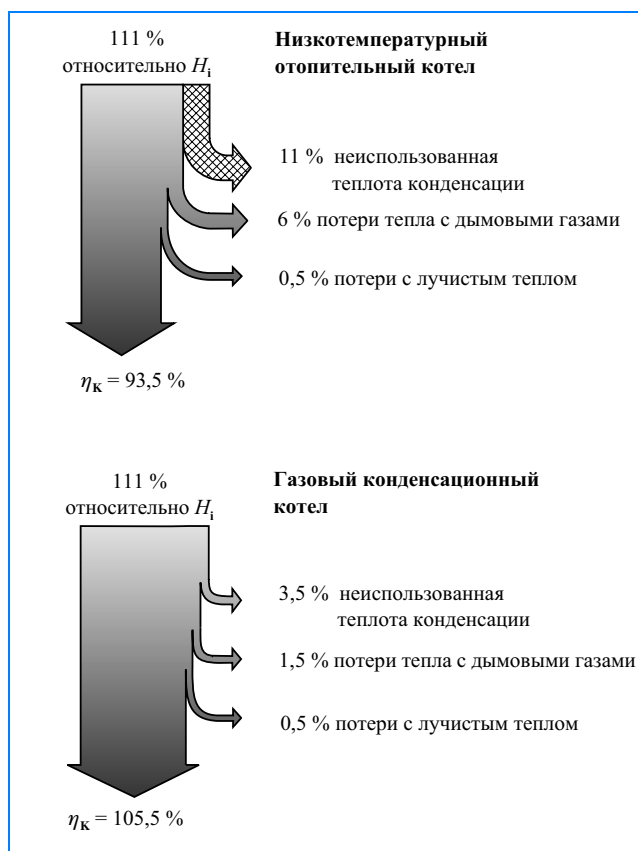 111 %
относительно Hi
Низкотемпературный
отопительный котел
11 % неиспользованная
теплота конденсации
6 % потери тепла с дымовыми газами
0,5 % потери с лучистым теплом
ηK = 93,5 %
111 %
относительно Hi
Газовый конденсационный
котел
3,5 % неиспользованная
теплота конденсации
1,5 % потери тепла с дымовыми газами
0,5 % потери с лучистым теплом
ηK = 105,5 %